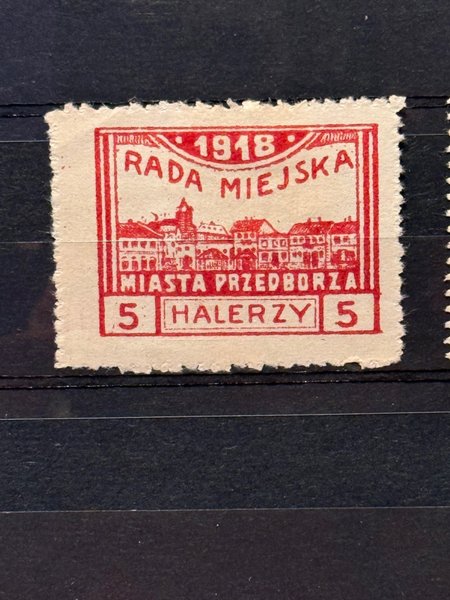 1918
RADA MIEJSKA
MIASTA PRZEDBORZA
5 HALERZY 5